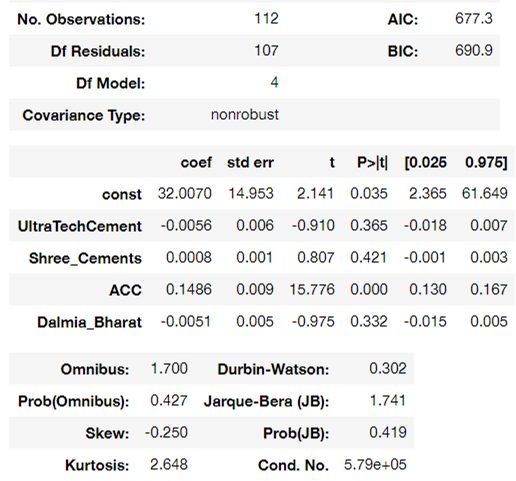 No. Observations: 112 AIC: 677.3
Df Residuals: 107 BIC: 690.9
Df Model: 4
Covariance Type: nonrobust
coef std err t P>|t| [0.025 0.975]
const 32.0070 14.953 2.141 0.035 2.365 61.649
UltraTechCement -0.0056 0.006 -0.910 0.365 -0.018 0.007
Shree_Cements 0.0008 0.001 0.807 0.421 -0.001 0.003
ACC 0.1486 0.009 15.776 0.000 0.130 0.167
Dalmia_Bharat -0.0051 0.005 -0.975 0.332 -0.015 0.005
Omnibus: 1.700 Durbin-Watson: 0.302
Prob(Omnibus): 0.427 Jarque-Bera (JB): 1.741
Skew: -0.250 Prob(JB): 0.419
Kurtosis: 2.648 Cond. No. 5.79e+05